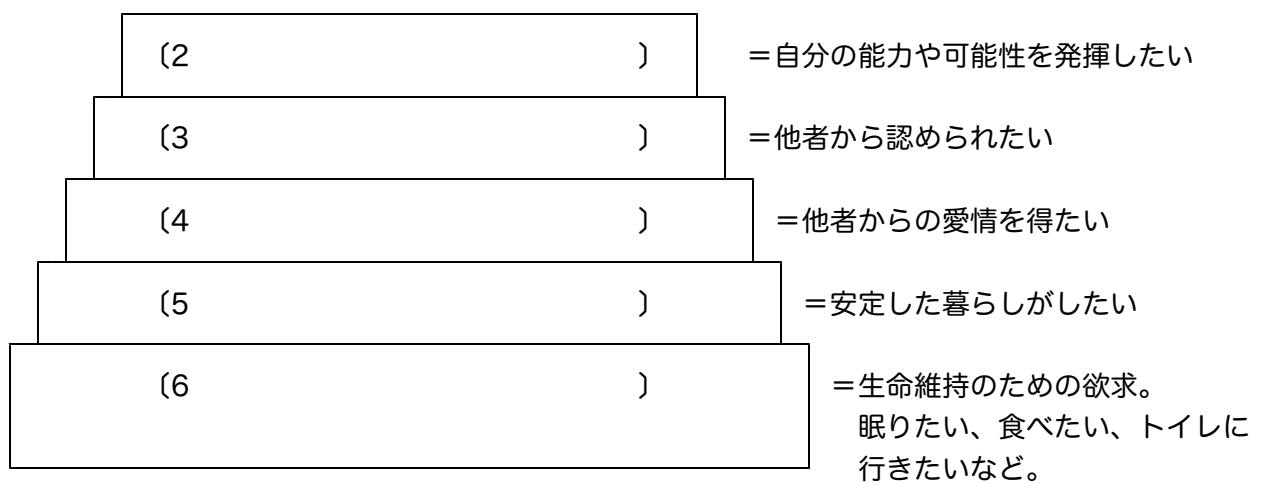 〔2 〕 ＝自分の能力や可能性を発揮したい
〔3 〕 ＝他者から認められたい
〔4 〕 ＝他者からの愛情を得たい
〔5 〕 ＝安定した暮らしがしたい
〔6 〕 ＝生命維持のための欲求。
眠りたい、食べたい、トイレに
行きたいなど。